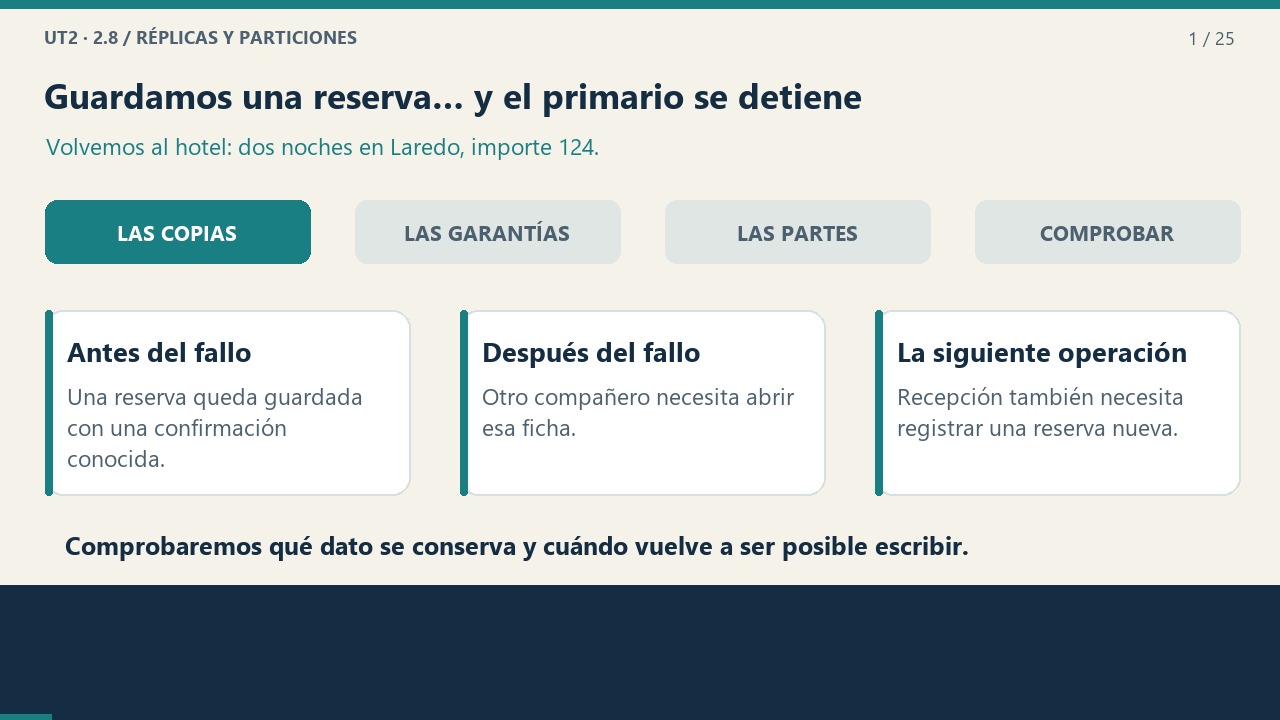 UT2 · 2.8 / RÉPLICAS Y PARTICIONES
1 / 25
Guardamos una reserva... y el primario se detiene
Volvemos al hotel: dos noches en Laredo, importe 124.
LAS COPIAS
LAS GARANTÍAS
LAS PARTES
COMPROBAR
Antes del fallo
Una reserva queda guardada
con una confirmación
conocida.
Después del fallo
Otro compañero necesita abrir
esa ficha.
La siguiente operación
Recepción también necesita
registrar una reserva nueva.
Comprobaremos qué dato se conserva y cuándo vuelve a ser posible escribir.